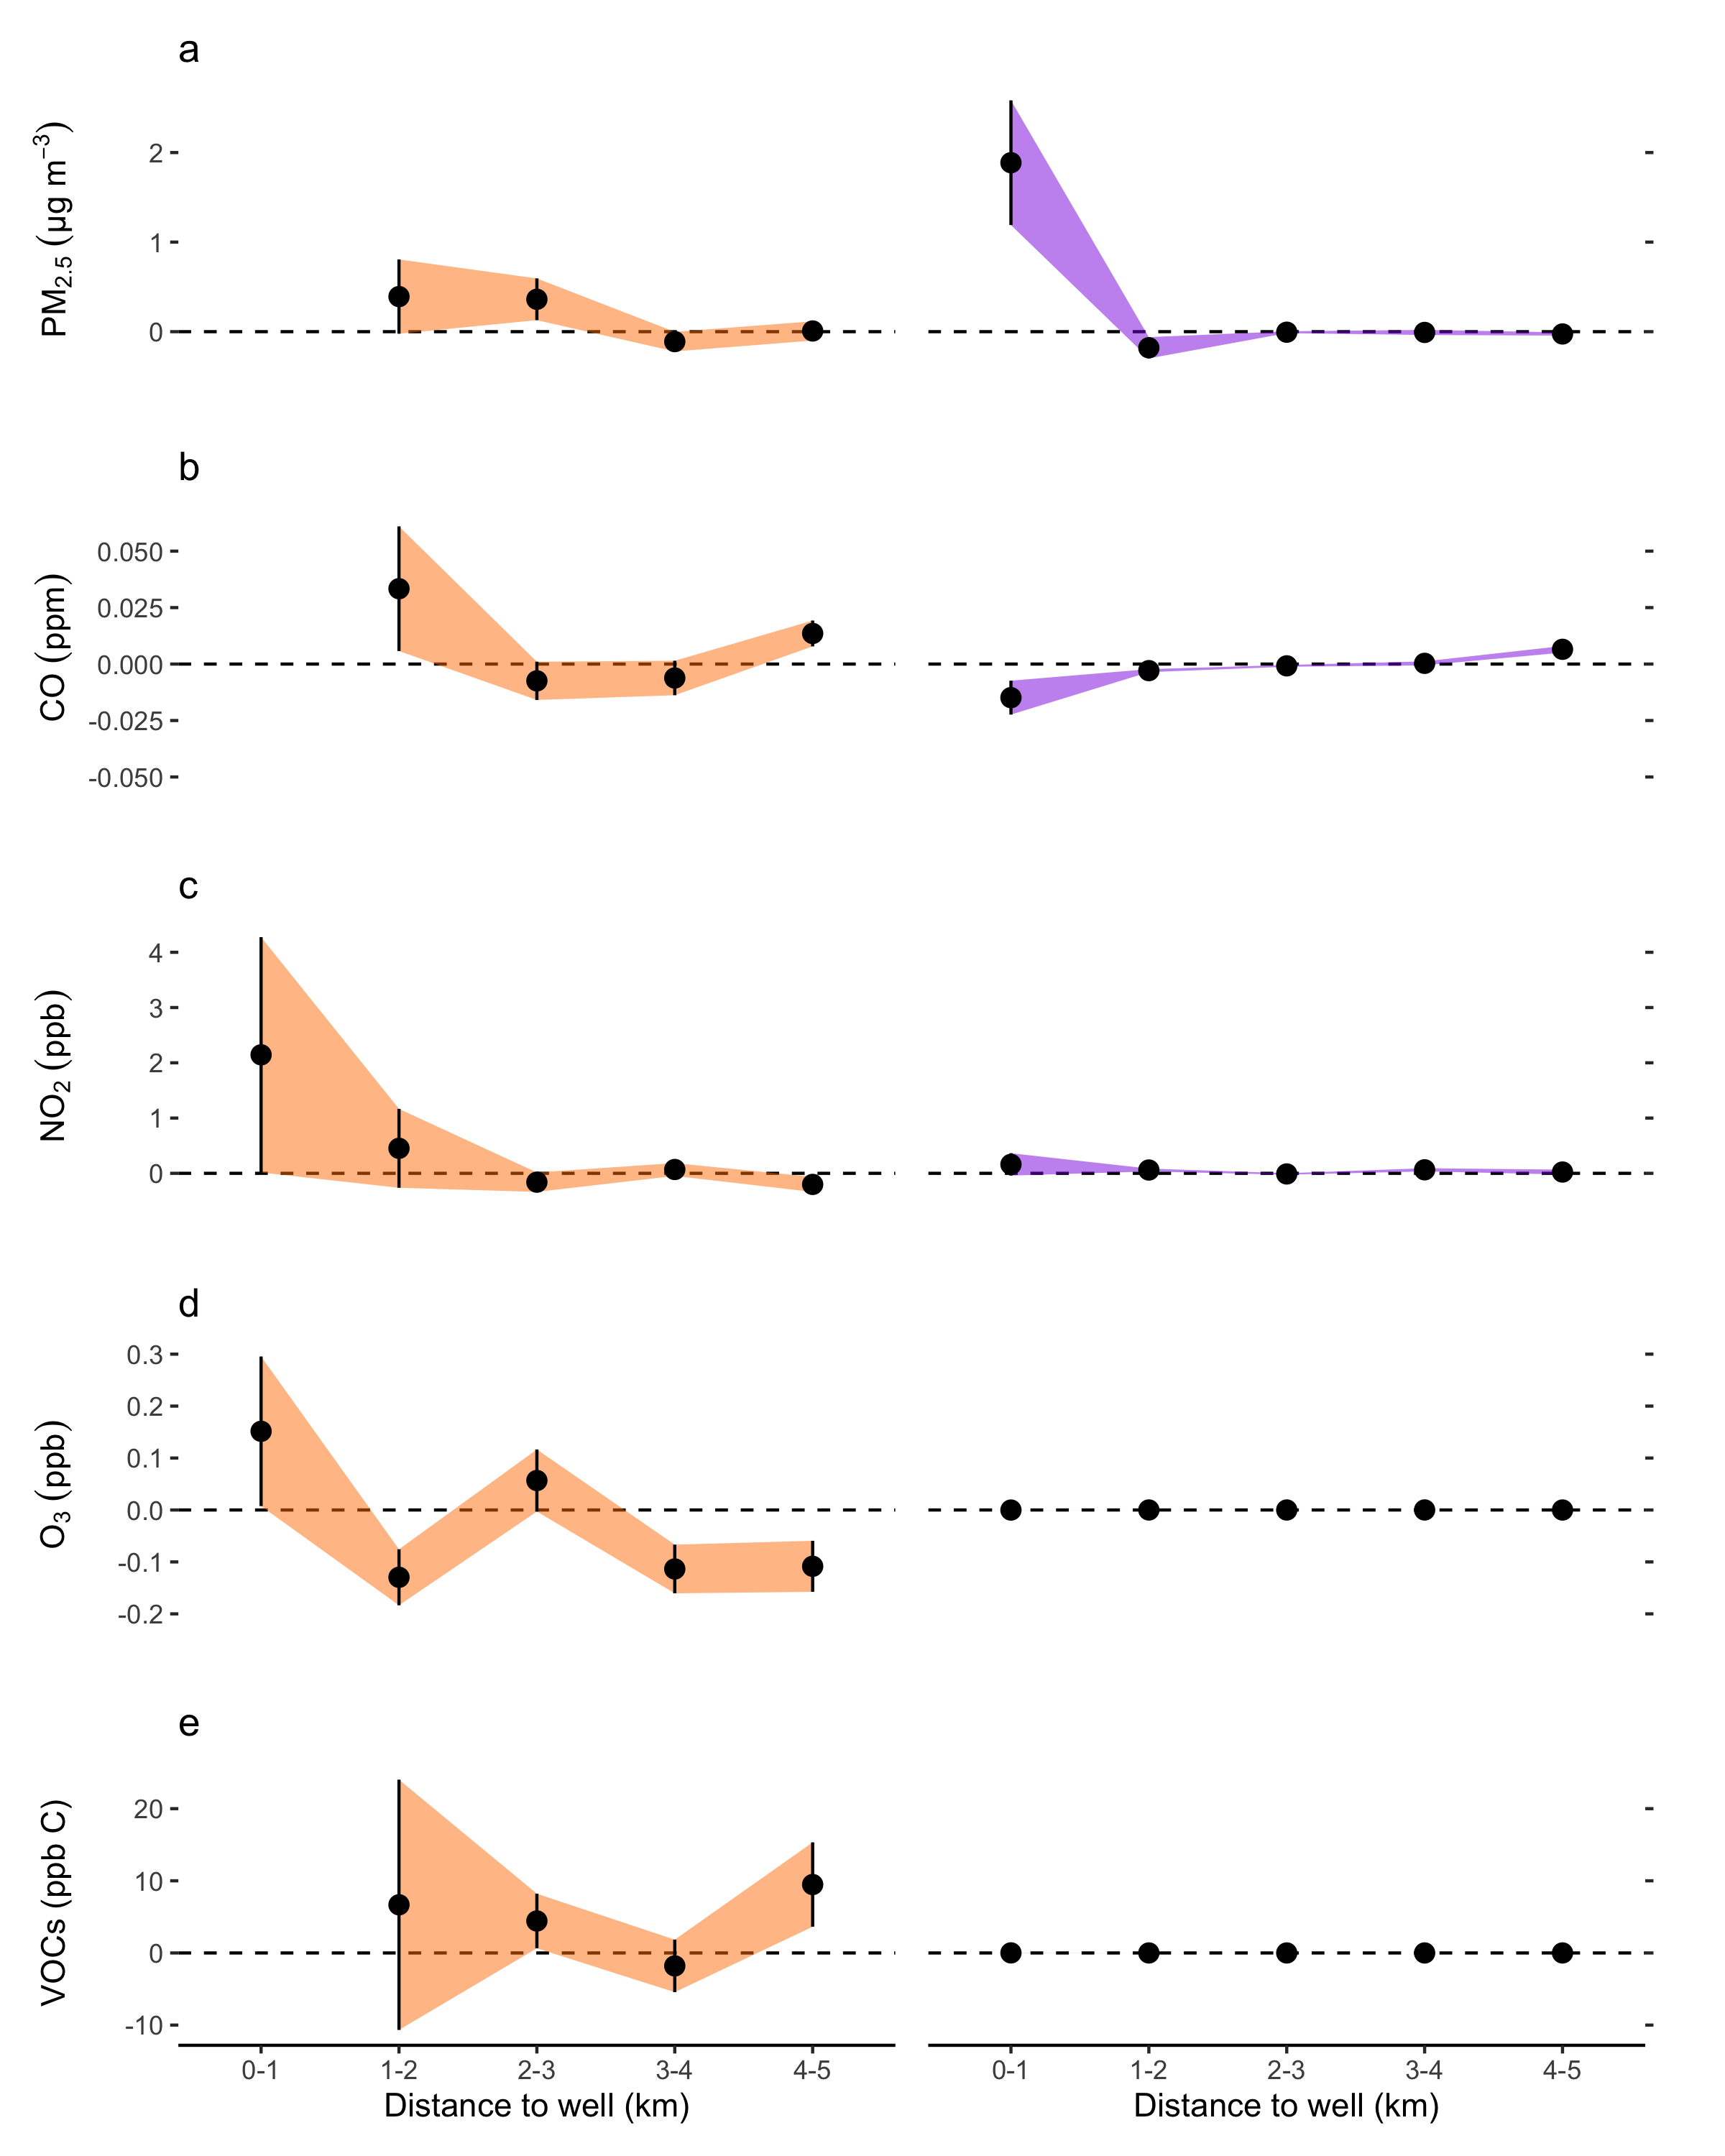 a
PM2.5 (µg m−3)
2
1
0
b
CO (ppm)
0.050
0.025
0.000
-0.025
-0.050
c
NO2 (ppb)
4
3
2
1
0
d
O3 (ppb)
0.3
0.2
0.1
0.0
-0.1
-0.2
e
VOCs (ppb C)
20
10
0
-10
0-1 1-2 2-3 3-4 4-5 0-1 1-2 2-3 3-4 4-5
Distance to well (km) Distance to well (km)